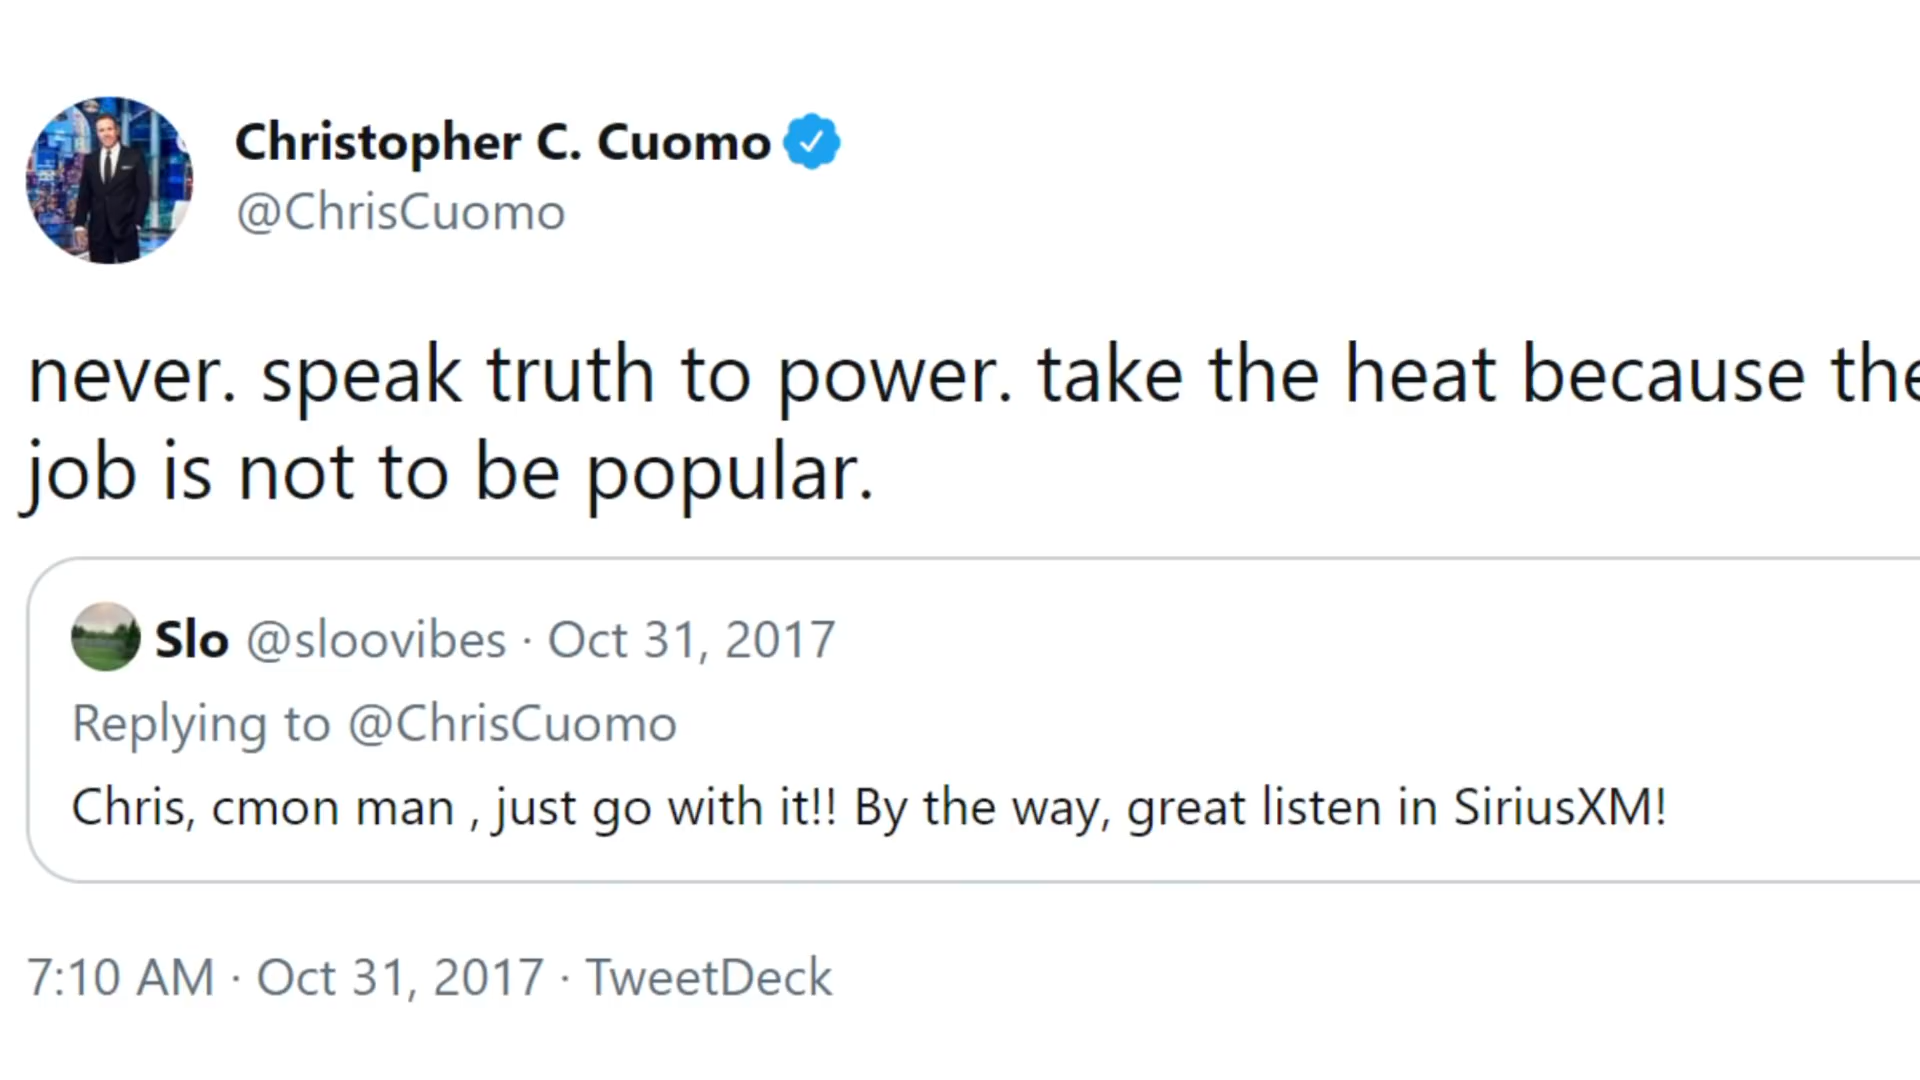 Christopher C. Cuomo
@ChrisCuomo
never. speak truth to power. take the heat because the
job is not to be popular.
Slo @sloovibes · Oct 31, 2017
Replying to @ChrisCuomo
Chris, cmon man , just go with it!! By the way, great listen in SiriusXM!
7:10 AM · Oct 31, 2017 · TweetDeck